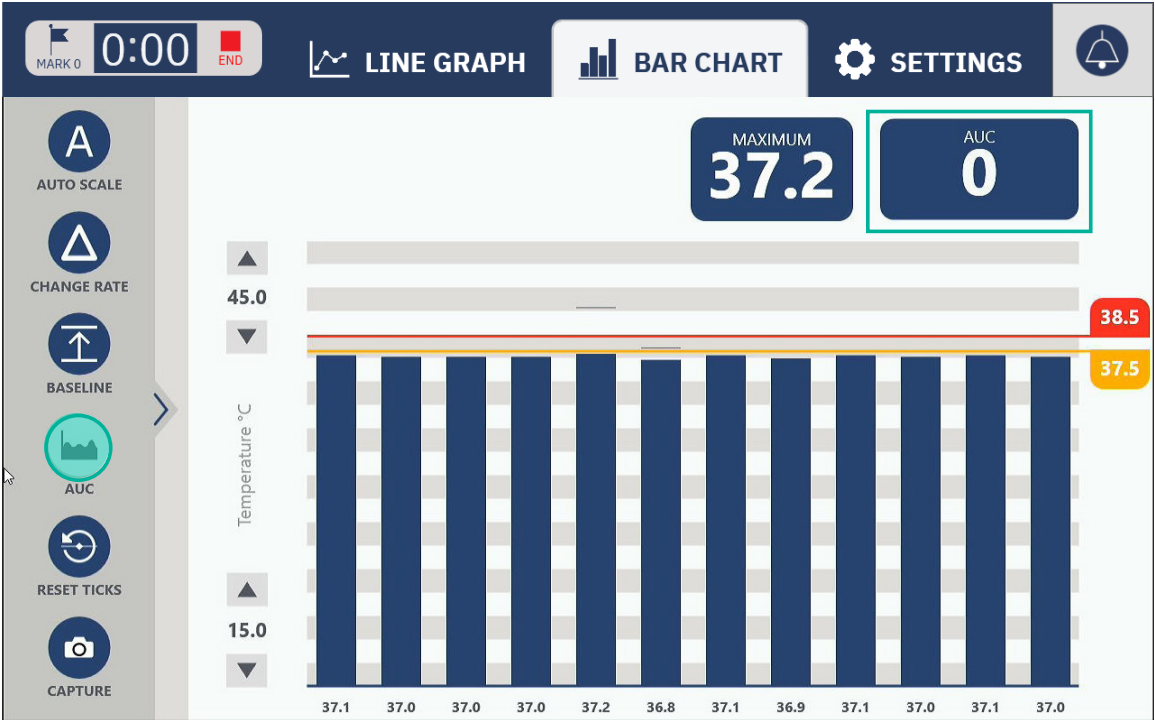 MARK 0
0:00
END
LINE GRAPH
BAR CHART
SETTINGS
A
AUTO SCALE
CHANGE RATE
BASELINE
AUC
RESET TICKS
CAPTURE
MAXIMUM
37.2
AUC
0
45.0
Temperature °C
15.0
38.5
37.5
37.1 37.0 37.0 37.0 37.2 36.8 37.1 36.9 37.1 37.0 37.1 37.0